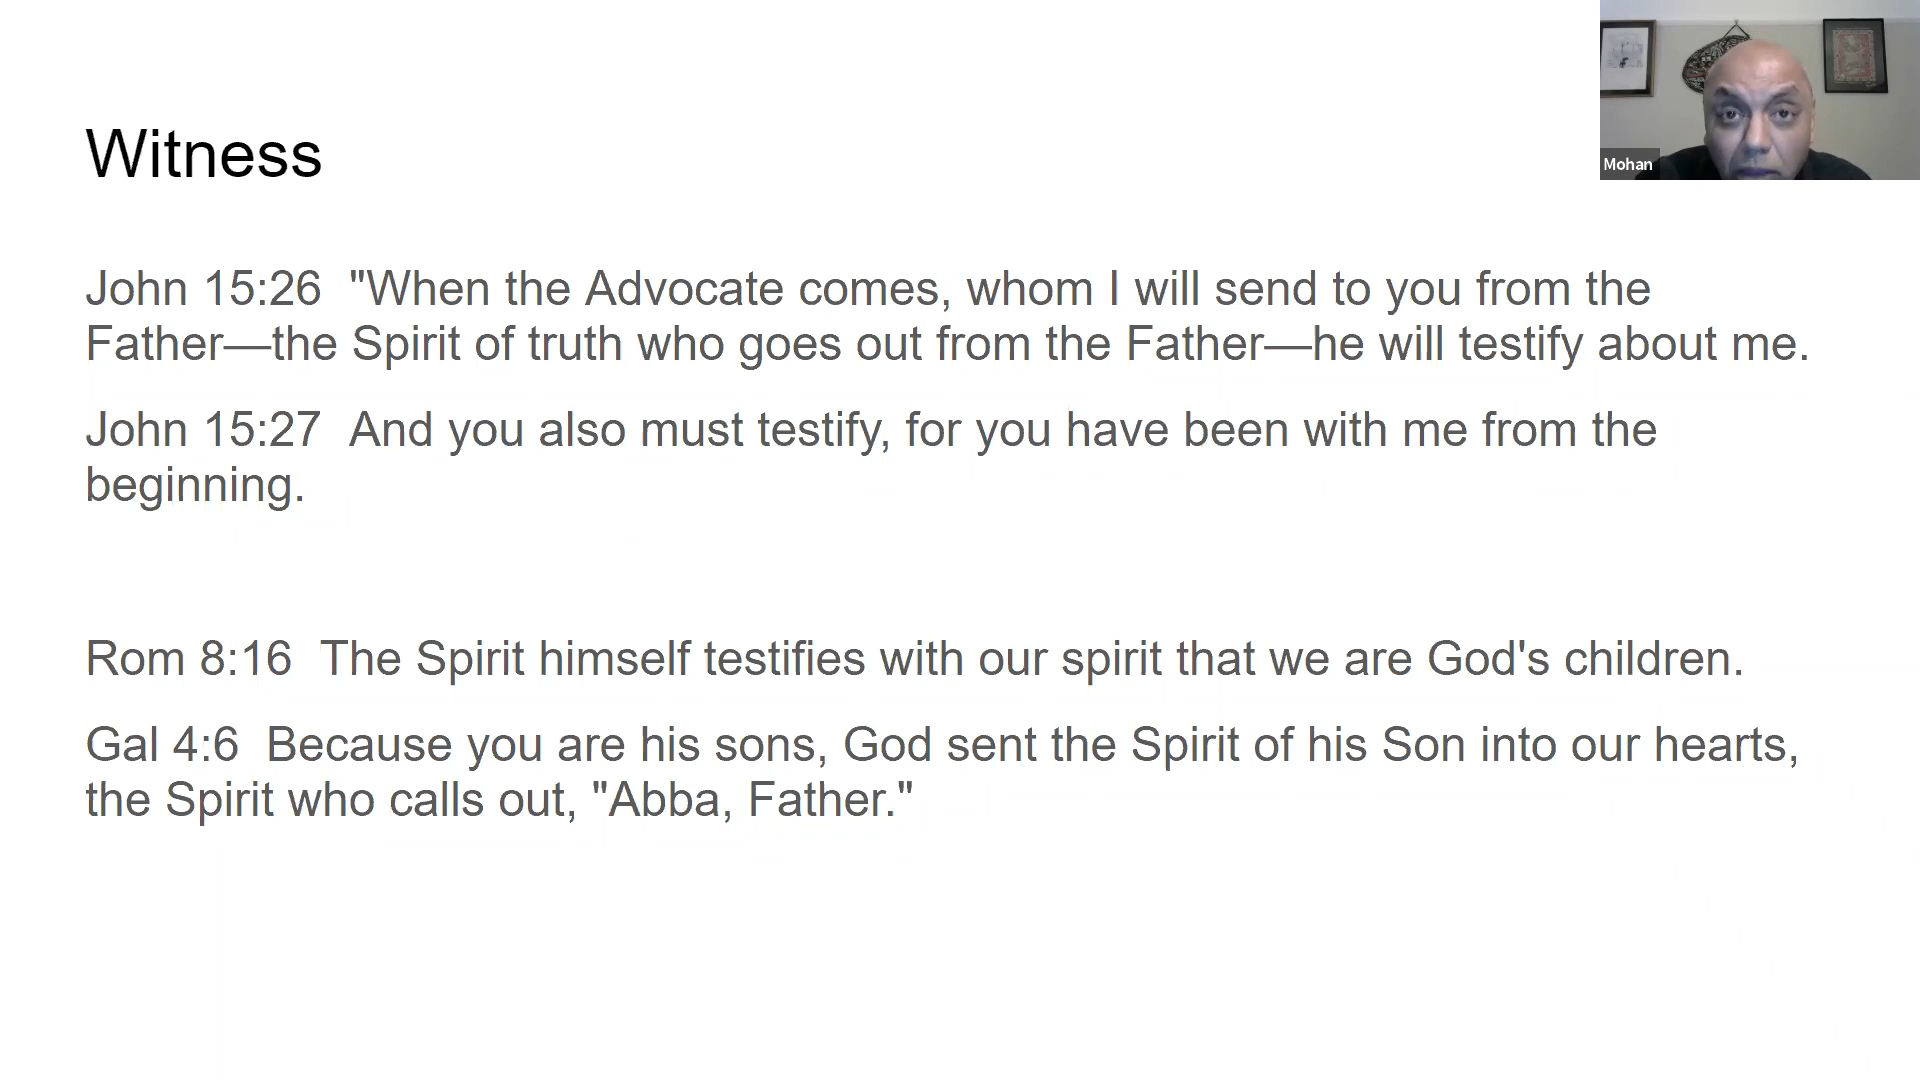 Witness
John 15:26  "When the Advocate comes, whom I will send to you from the
Father—the Spirit of truth who goes out from the Father—he will testify about me.
John 15:27  And you also must testify, for you have been with me from the
beginning.
Rom 8:16  The Spirit himself testifies with our spirit that we are God's children.
Gal 4:6  Because you are his sons, God sent the Spirit of his Son into our hearts,
the Spirit who calls out, "Abba, Father."
Mohan